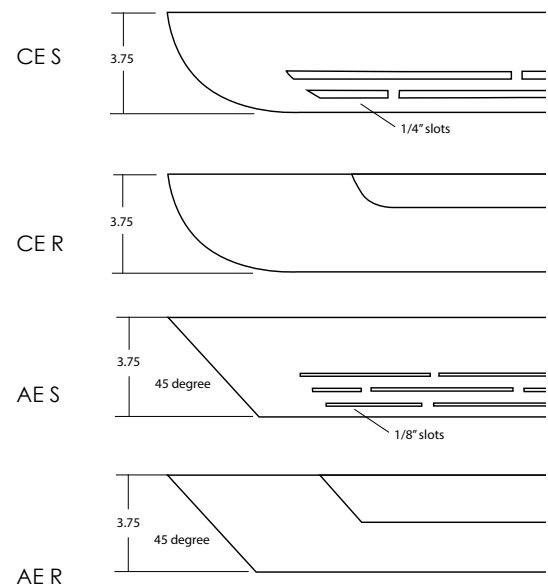 CE S
3.75
1/4" slots
CE R
3.75
AE S
3.75
45 degree
1/8" slots
AE R
3.75
45 degree